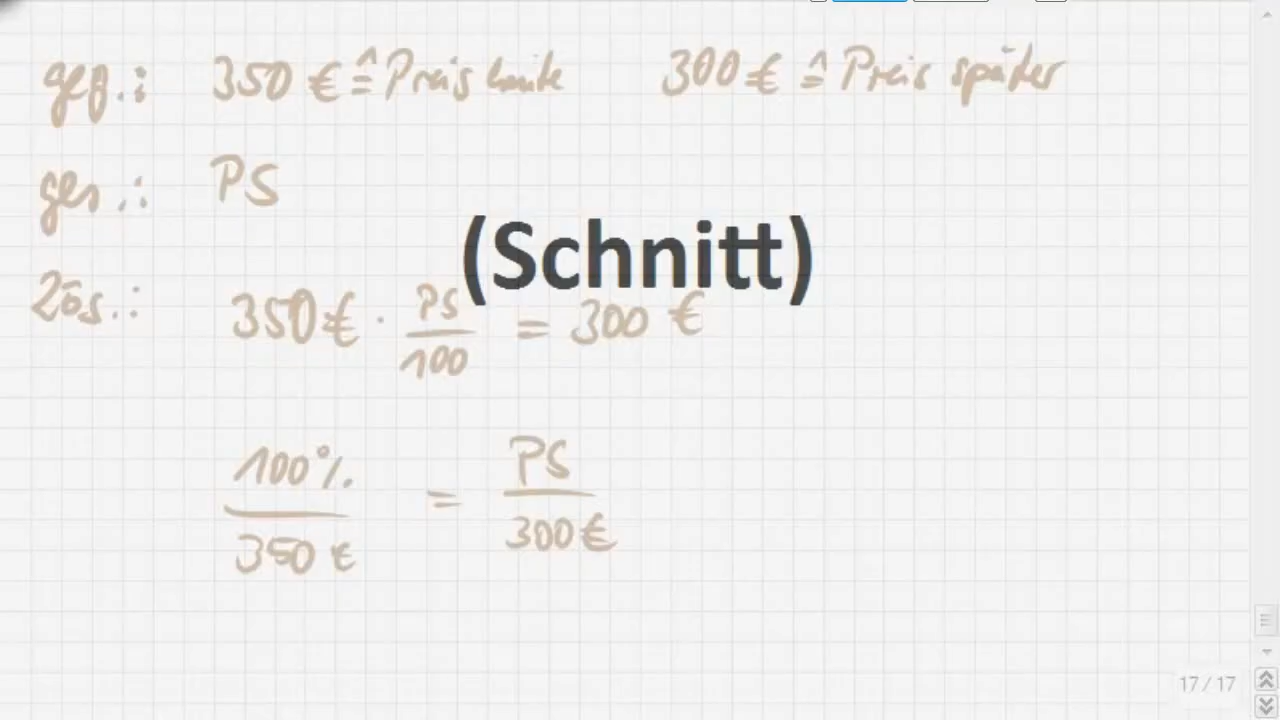 geg.: 350 € ≙ Preis heute 300 € ≙ Preis später
ges.: PS
(Schnitt)
Lös.: 350 € · PS/100 = 300 €
100%/350 € = PS/300 €
17 / 17